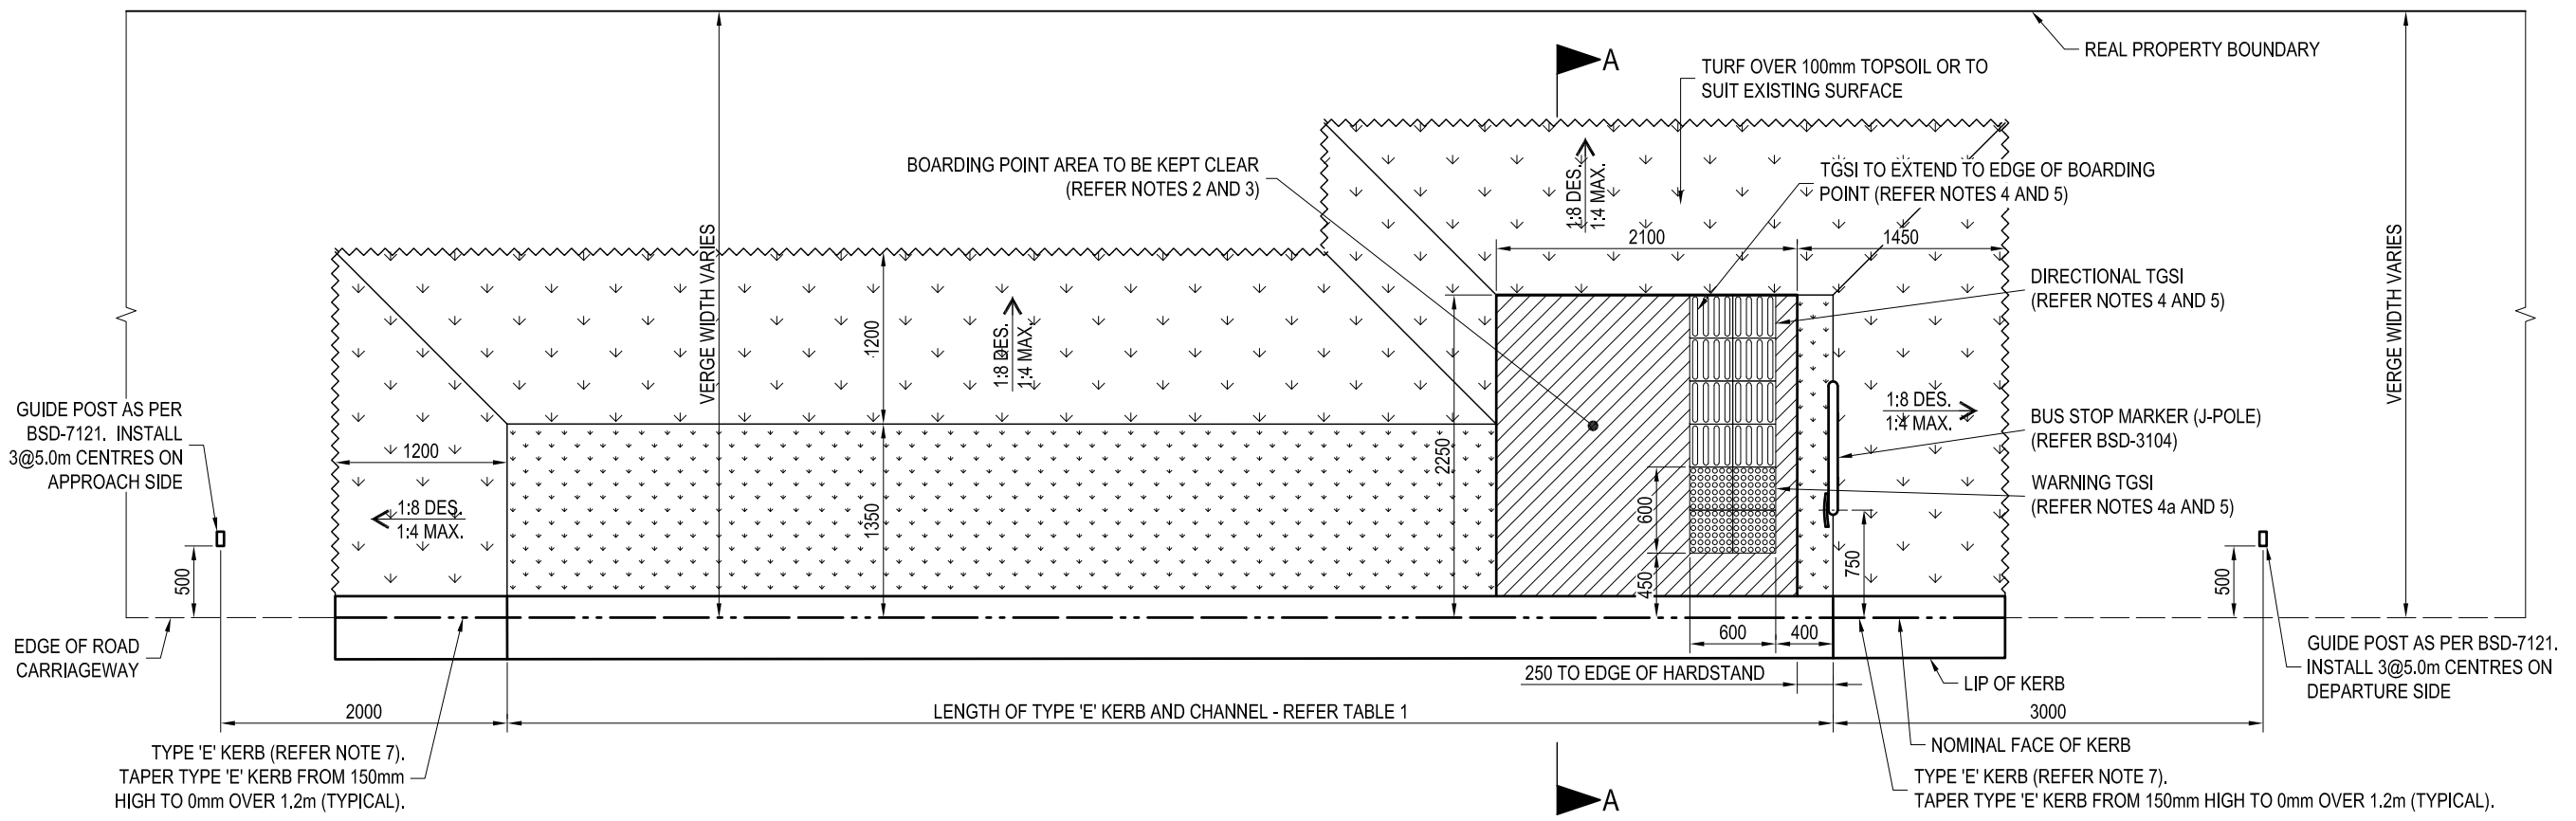 REAL PROPERTY BOUNDARY
A
TURF OVER 100mm TOPSOIL OR TO
SUIT EXISTING SURFACE
BOARDING POINT AREA TO BE KEPT CLEAR
(REFER NOTES 2 AND 3)
TGSI TO EXTEND TO EDGE OF BOARDING
POINT (REFER NOTES 4 AND 5)
1:8 DES.
1:4 MAX.
VERGE WIDTH VARIES
VERGE WIDTH VARIES
2100
1450
DIRECTIONAL TGSI
(REFER NOTES 4 AND 5)
1200
1:8 DES.
1:4 MAX.
GUIDE POST AS PER
BSD-7121. INSTALL
3@5.0m CENTRES ON
APPROACH SIDE
1200
1:8 DES.
1:4 MAX.
1350
2250
600
450
1:8 DES.
1:4 MAX.
BUS STOP MARKER (J-POLE)
(REFER BSD-3104)
WARNING TGSI
(REFER NOTES 4a AND 5)
750
500
500
EDGE OF ROAD
CARRIAGEWAY
600
400
250 TO EDGE OF HARDSTAND
LIP OF KERB
GUIDE POST AS PER BSD-7121.
INSTALL 3@5.0m CENTRES ON
DEPARTURE SIDE
2000
LENGTH OF TYPE 'E' KERB AND CHANNEL - REFER TABLE 1
3000
TYPE 'E' KERB (REFER NOTE 7).
TAPER TYPE 'E' KERB FROM 150mm
HIGH TO 0mm OVER 1.2m (TYPICAL).
NOMINAL FACE OF KERB
TYPE 'E' KERB (REFER NOTE 7).
TAPER TYPE 'E' KERB FROM 150mm HIGH TO 0mm OVER 1.2m (TYPICAL).
A